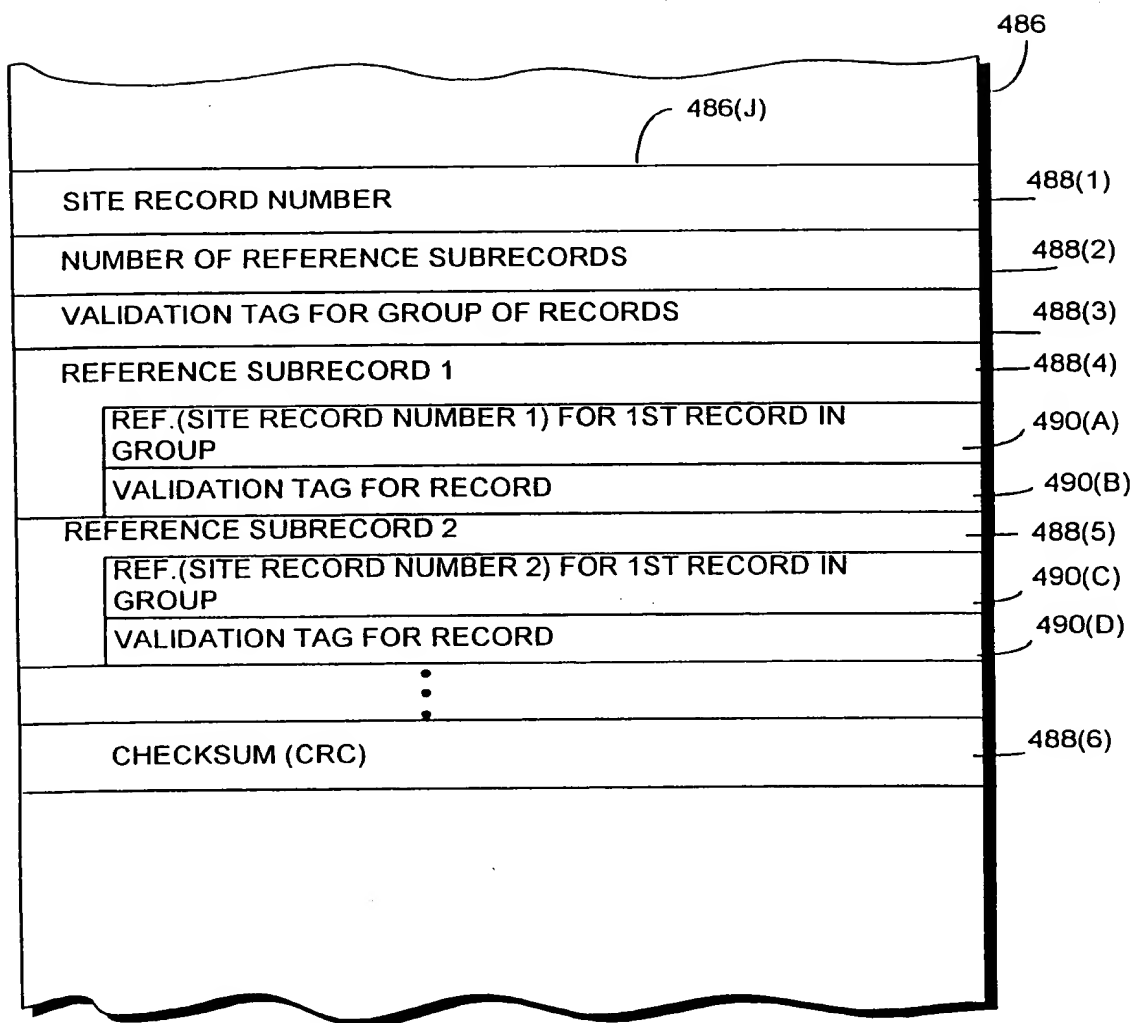 486
486(J)
SITE RECORD NUMBER
488(1)
NUMBER OF REFERENCE SUBRECORDS
488(2)
VALIDATION TAG FOR GROUP OF RECORDS
488(3)
REFERENCE SUBRECORD 1
488(4)
REF.(SITE RECORD NUMBER 1) FOR 1ST RECORD IN
GROUP
490(A)
VALIDATION TAG FOR RECORD
490(B)
REFERENCE SUBRECORD 2
488(5)
REF.(SITE RECORD NUMBER 2) FOR 1ST RECORD IN
GROUP
490(C)
VALIDATION TAG FOR RECORD
490(D)
CHECKSUM (CRC)
488(6)